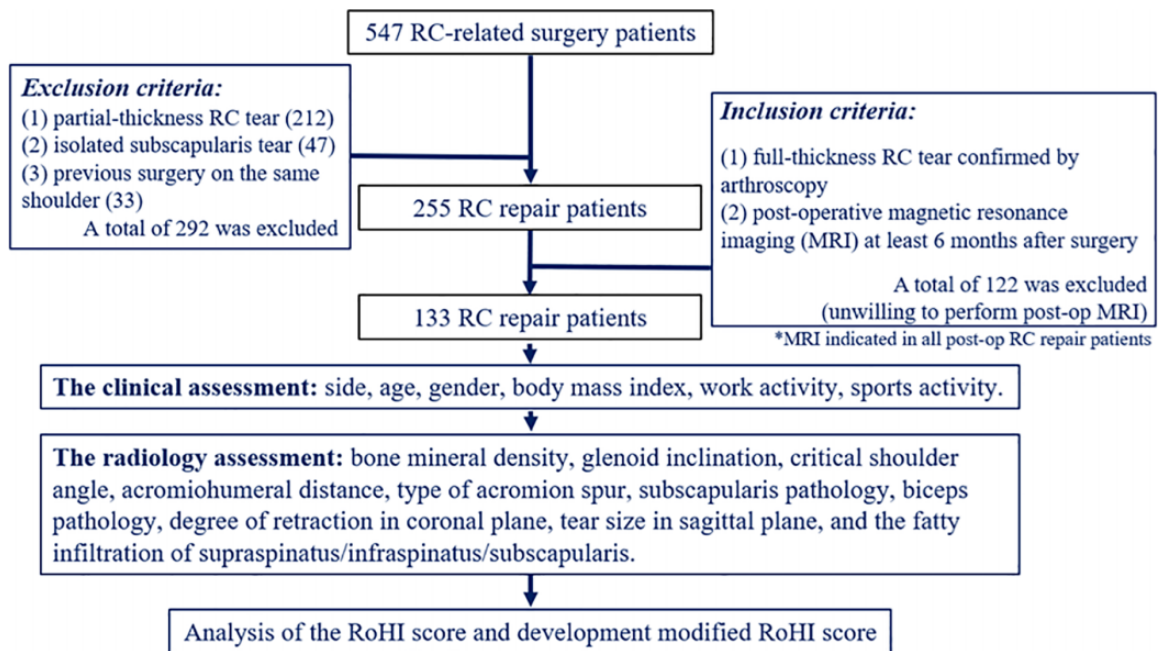 547 RC-related surgery patients
Exclusion criteria:
(1) partial-thickness RC tear (212)
(2) isolated subscapularis tear (47)
(3) previous surgery on the same
shoulder (33)
A total of 292 was excluded
Inclusion criteria:
(1) full-thickness RC tear confirmed by
arthroscopy
(2) post-operative magnetic resonance
imaging (MRI) at least 6 months after surgery
A total of 122 was excluded
(unwilling to perform post-op MRI)
*MRI indicated in all post-op RC repair patients
255 RC repair patients
133 RC repair patients
The clinical assessment: side, age, gender, body mass index, work activity, sports activity.
The radiology assessment: bone mineral density, glenoid inclination, critical shoulder
angle, acromiohumeral distance, type of acromion spur, subscapularis pathology, biceps
pathology, degree of retraction in coronal plane, tear size in sagittal plane, and the fatty
infiltration of supraspinatus/infraspinatus/subscapularis.
Analysis of the RoHI score and development modified RoHI score